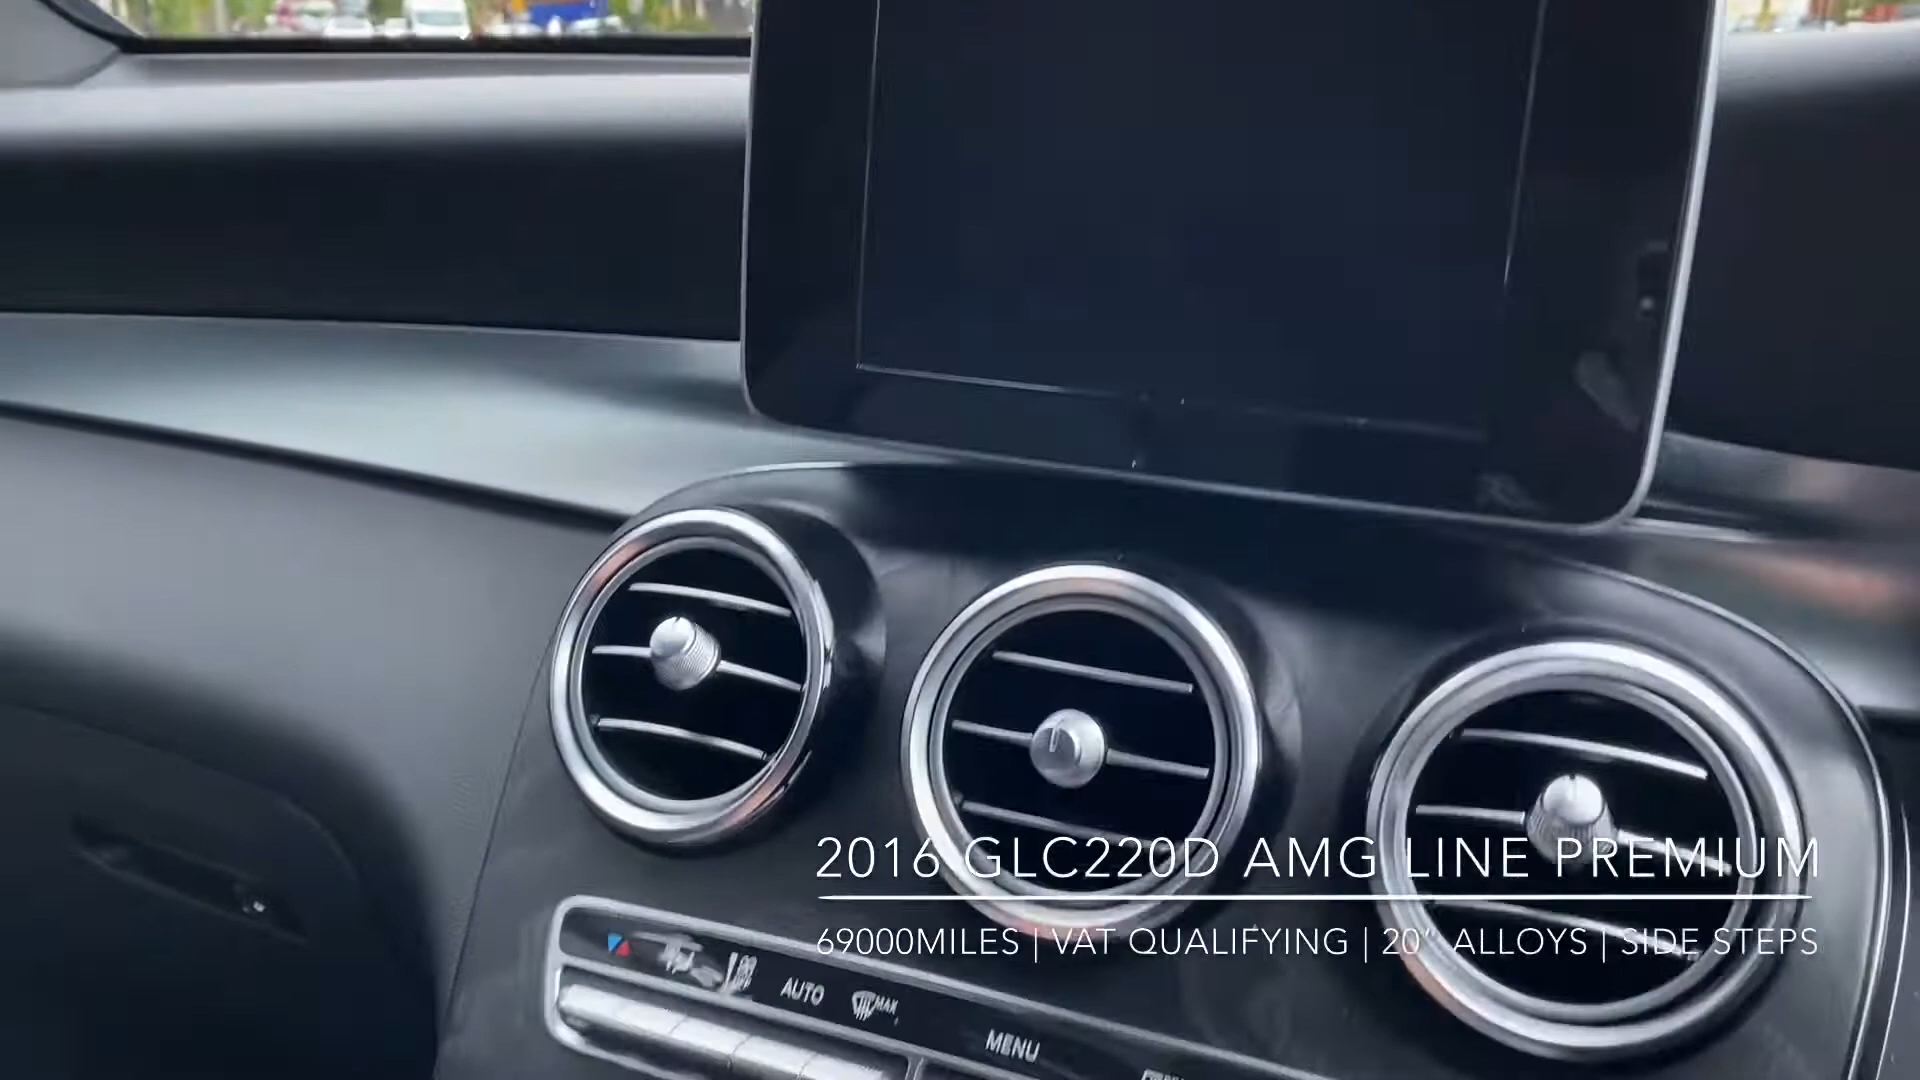 2016 GLC220D AMG LINE PREMIUM
69000MILES | VAT QUALIFYING | 20" ALLOYS | SIDE STEPS
AUTO
MAX
MENU